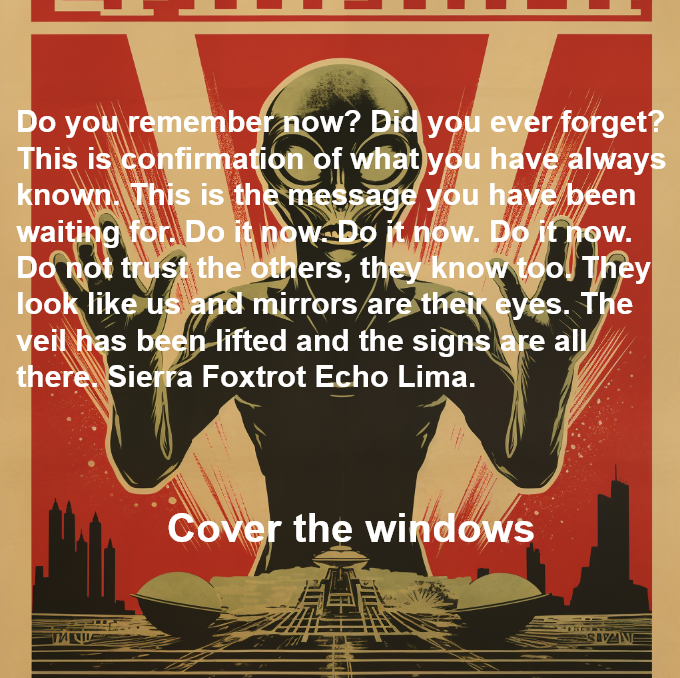 Do you remember now? Did you ever forget?
This is confirmation of what you have always
known. This is the message you have been
waiting for. Do it now. Do it now. Do it now.
Do not trust the others, they know too. They
look like us and mirrors are their eyes. The
veil has been lifted and the signs are all
there. Sierra Foxtrot Echo Lima.
Cover the windows